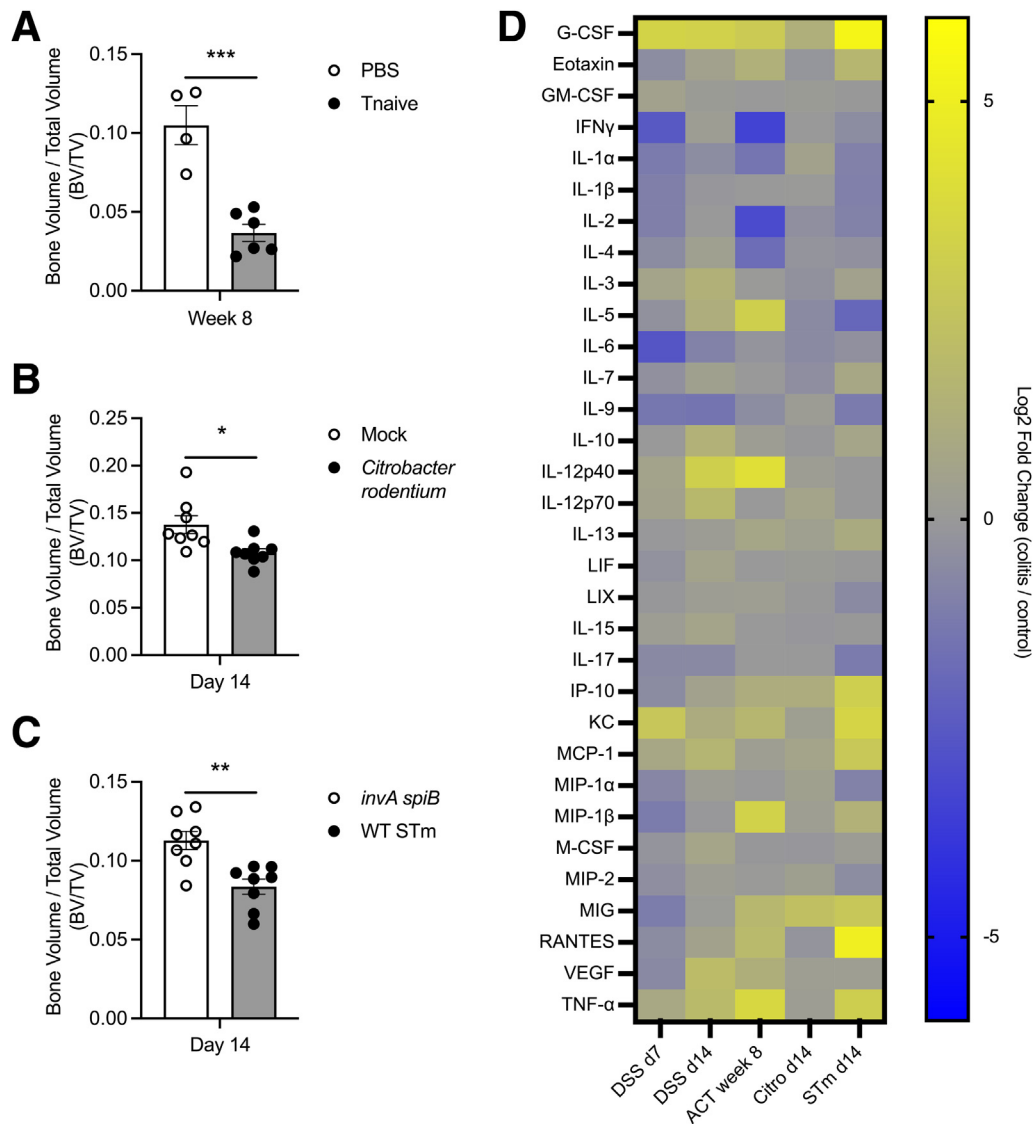 A
Bone Volume / Total Volume
(BV/TV)
0.15
0.10
0.05
0.00
***
Week 8
PBS
Tnaive
B
Bone Volume / Total Volume
(BV/TV)
0.25
0.20
0.15
0.10
0.05
0.00
*
Day 14
Mock
Citrobacter
rodentium
C
Bone Volume / Total Volume
(BV/TV)
0.15
0.10
0.05
0.00
**
Day 14
invA spiB
WT STm
D
G-CSF
Eotaxin
GM-CSF
IFNγ
IL-1α
IL-1β
IL-2
IL-4
IL-3
IL-5
IL-6
IL-7
IL-9
IL-10
IL-12p40
IL-12p70
IL-13
LIF
LIX
IL-15
IL-17
IP-10
KC
MCP-1
MIP-1α
MIP-1β
M-CSF
MIP-2
MIG
RANTES
VEGF
TNF-α
DSS d7
DSS d14
ACT week 8
Citro d14
STm d14
5
0
-5
Log2 Fold Change (colitis / control)